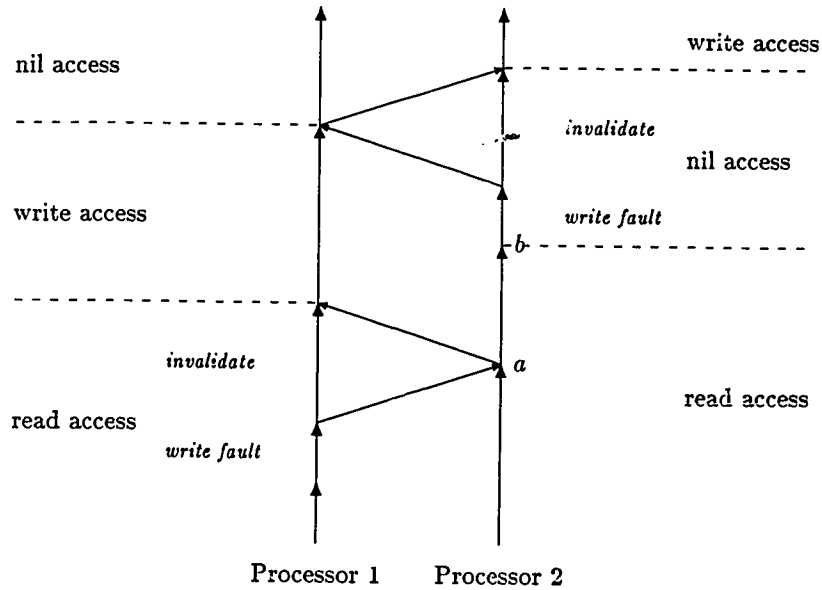 write access
nil access
invalidate
nil access
write access
write fault
b
invalidate
a
read access
read access
write fault
Processor 1 Processor 2